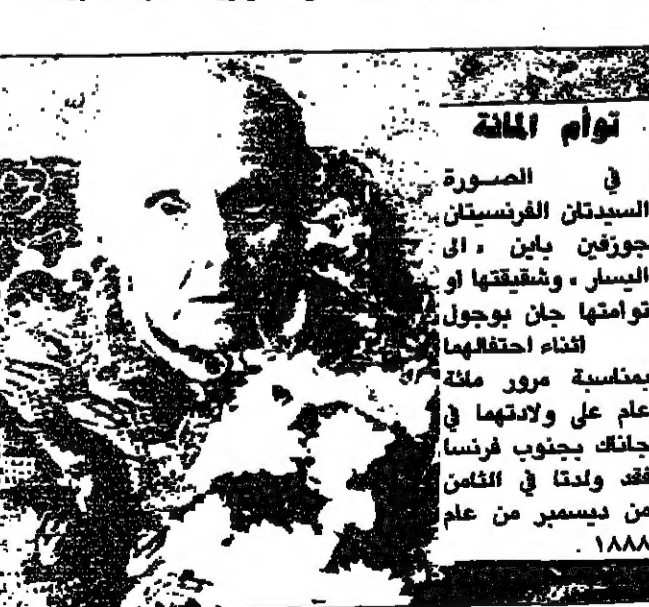 توأم المائة
في الصورة
السيدتان الفرنسيتان
جوزفين باين « الى
اليسار » وشقيقتها او
توامتها جان بوجول
اثناء احتفالهما
بمناسبة مرور مائة
عام على ولادتهما في
جاناك بجنوب فرنسا
فقد ولدتا في الثامن
من ديسمبر من عام
١٨٨٨ .